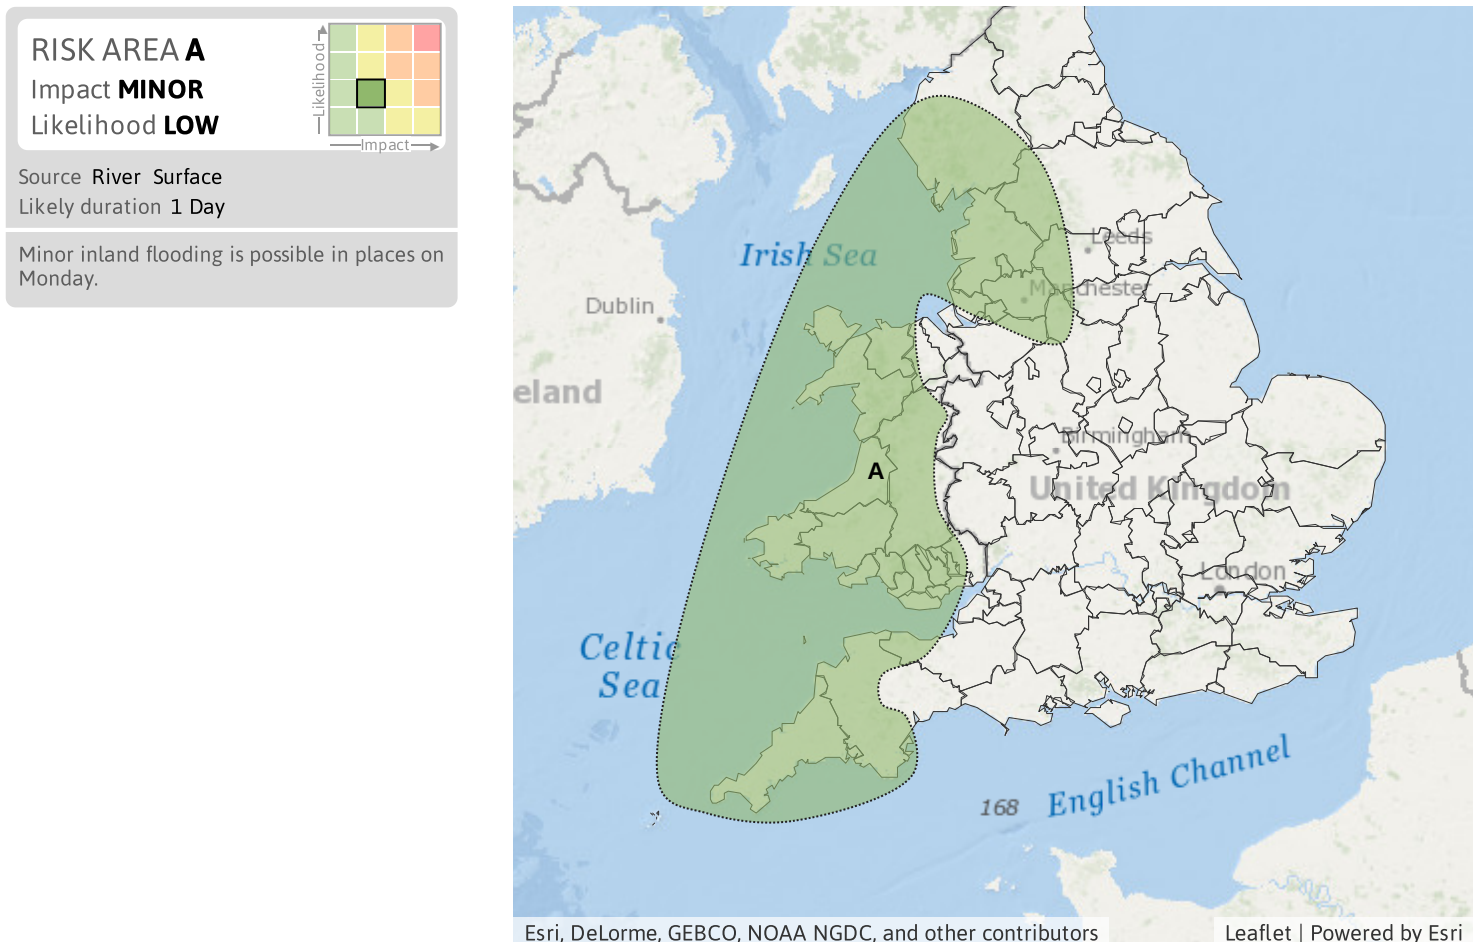 RISK AREA A
Impact MINOR
Likelihood LOW
Likelihood
Impact
Source River Surface
Likely duration 1 Day
Minor inland flooding is possible in places on
Monday.
Irish Sea
Leeds
Manchester
Dublin
eland
Birmingham
A
United Kingdom
London
Celtic
Sea
English Channel
168
Esri, DeLorme, GEBCO, NOAA NGDC, and other contributors
Leaflet | Powered by Esri